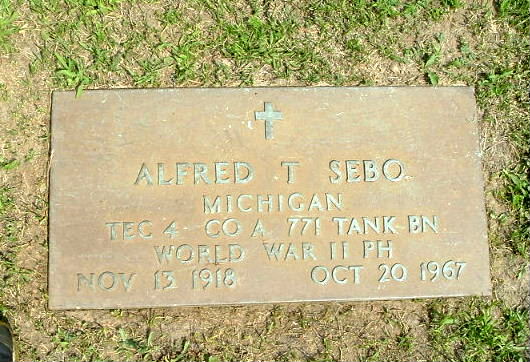 ALFRED T SEBO
MICHIGAN
TEC 4 CO A 771 TANK BN
WORLD WAR II PH
NOV 13 1918 OCT 20 1967